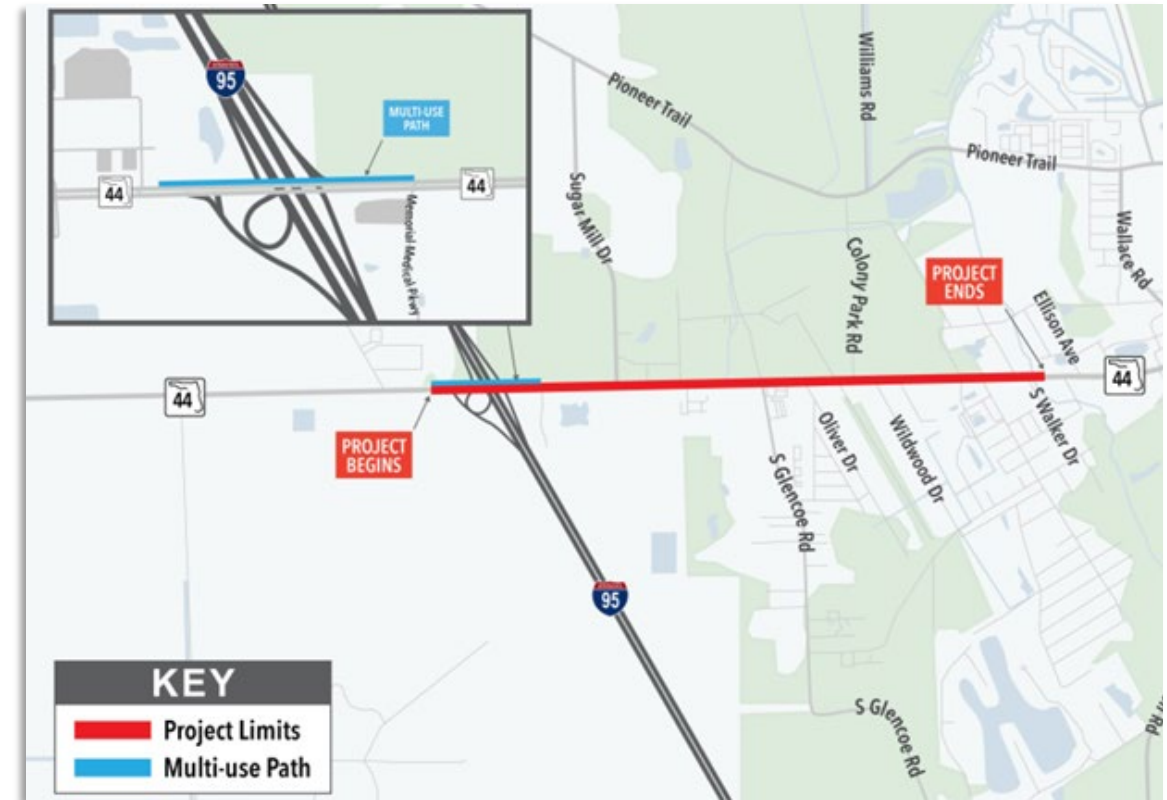 95
MULTI-USE
PATH
44
44
Memorial Medical Pkwy
Pioneer Trail
Williams Rd
Pioneer Trail
Sugar Mill Dr
Wallace Rd
Colony Park Rd
PROJECT
ENDS
Ellison Ave
44
44
PROJECT
BEGINS
S Walker Dr
Oliver Dr
Wildwood Dr
S Glencoe Rd
95
KEY
Project Limits
Multi-use Path
S Glencoe Rd
Rd